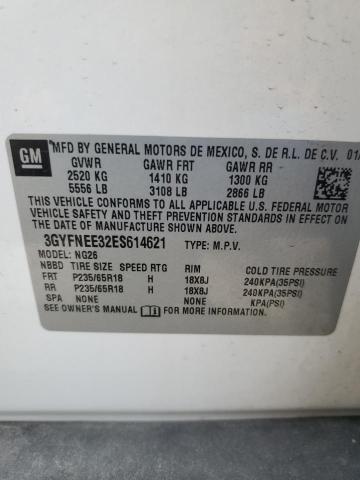 GM
MFD BY GENERAL MOTORS DE MEXICO, S. DE R.L. DE C.V. 01/
GVWR GAWR FRT GAWR RR
2520 KG 1410 KG 1300 KG
5556 LB 3108 LB 2866 LB
THIS VEHICLE CONFORMS TO ALL APPLICABLE U.S. FEDERAL MOTOR
VEHICLE SAFETY AND THEFT PREVENTION STANDARDS IN EFFECT ON
THE DATE OF MANUFACTURE SHOWN ABOVE.
3GYFNEE32ES614621 TYPE: M.P.V.
MODEL: NG26
NBBD TIRE SIZE SPEED RTG RIM COLD TIRE PRESSURE
FRT P235/65R18 H 18X8J 240KPA(35PSI)
RR P235/65R18 H 18X8J 240KPA(35PSI)
SPA NONE NONE KPA(PSI)
SEE OWNER'S MANUAL FOR MORE INFORMATION.